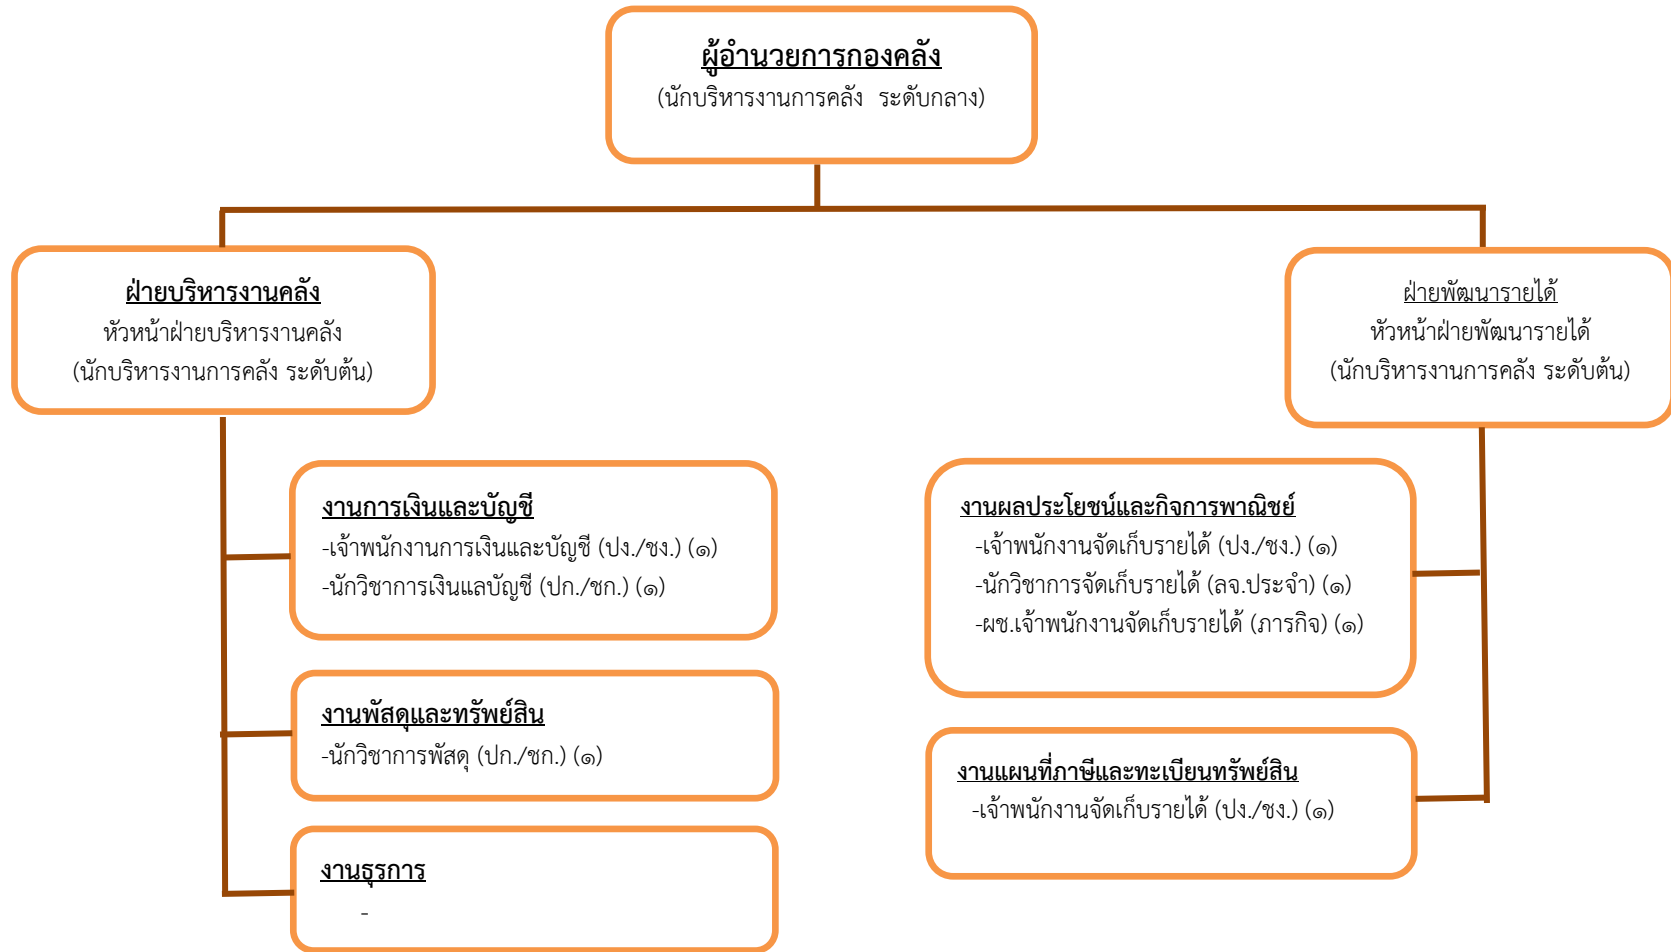 ผู้อำนวยการกองคลัง
(นักบริหารงานการคลัง ระดับกลาง)
ฝ่ายบริหารงานคลัง
หัวหน้าฝ่ายบริหารงานคลัง
(นักบริหารงานการคลัง ระดับต้น)
งานการเงินและบัญชี
-เจ้าพนักงานการเงินและบัญชี (ปง./ชง.) (๑)
-นักวิชาการเงินแลบัญชี (ปก./ชก.) (๑)
งานพัสดุและทรัพย์สิน
-นักวิชาการพัสดุ (ปก./ชก.) (๑)
งานธุรการ
-
ฝ่ายพัฒนารายได้
หัวหน้าฝ่ายพัฒนารายได้
(นักบริหารงานการคลัง ระดับต้น)
งานผลประโยชน์และกิจการพาณิชย์
-เจ้าพนักงานจัดเก็บรายได้ (ปง./ชง.) (๑)
-นักวิชาการจัดเก็บรายได้ (ลจ.ประจำ) (๑)
-ผช.เจ้าพนักงานจัดเก็บรายได้ (ภารกิจ) (๑)
งานแผนที่ภาษีและทะเบียนทรัพย์สิน
-เจ้าพนักงานจัดเก็บรายได้ (ปง./ชง.) (๑)